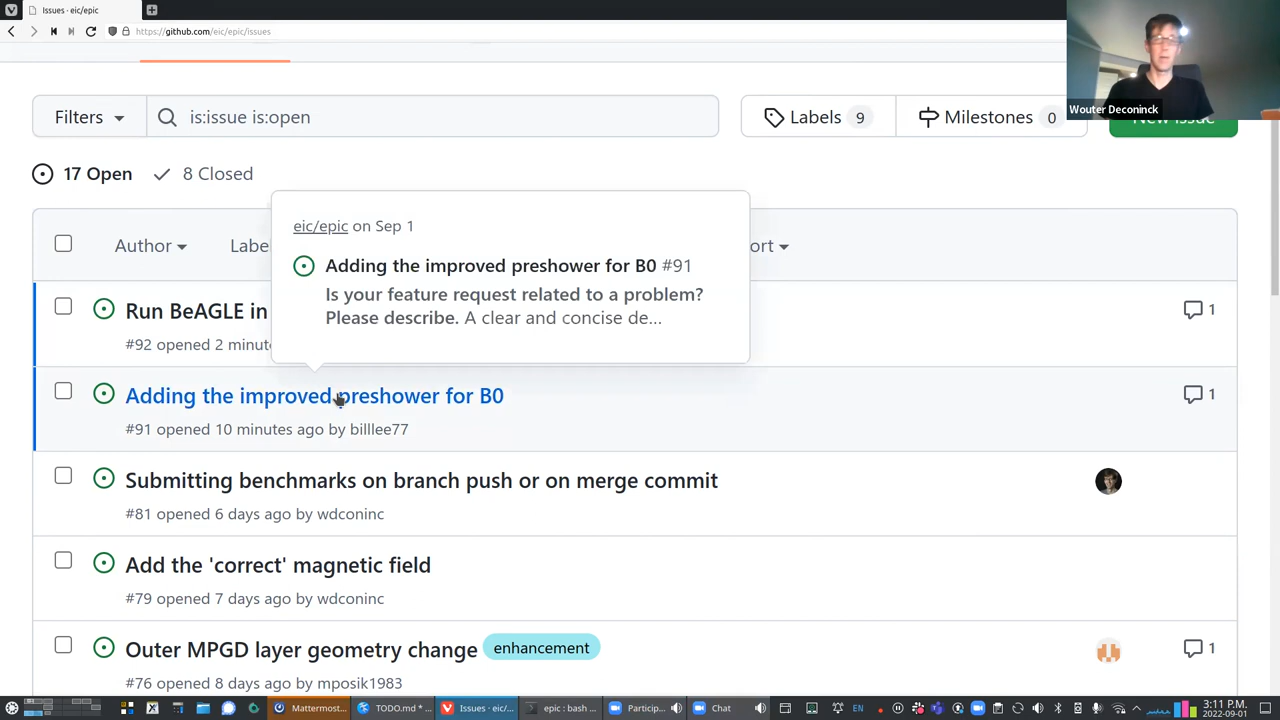 Issues · eic/epic
https://github.com/eic/epic/issues
Wouter Deconinck
Filters
is:issue is:open
Labels 9
Milestones 0
New issue
17 Open
8 Closed
eic/epic on Sep 1
Adding the improved preshower for B0 #91
Is your feature request related to a problem?
Please describe. A clear and concise de...
Author
Labe
ort
Run BeAGLE in
1
#92 opened 2 minut
Adding the improved preshower for B0
1
#91 opened 10 minutes ago by billlee77
Submitting benchmarks on branch push or on merge commit
#81 opened 6 days ago by wdconinc
Add the 'correct' magnetic field
#79 opened 7 days ago by wdconinc
Outer MPGD layer geometry change
enhancement
1
#76 opened 8 days ago by mposik1983
Mattermost...
TODO.md * ...
Issues · eic/...
epic : bash ...
Particip...
Chat
EN
3:11 P.M.
2022-09-01